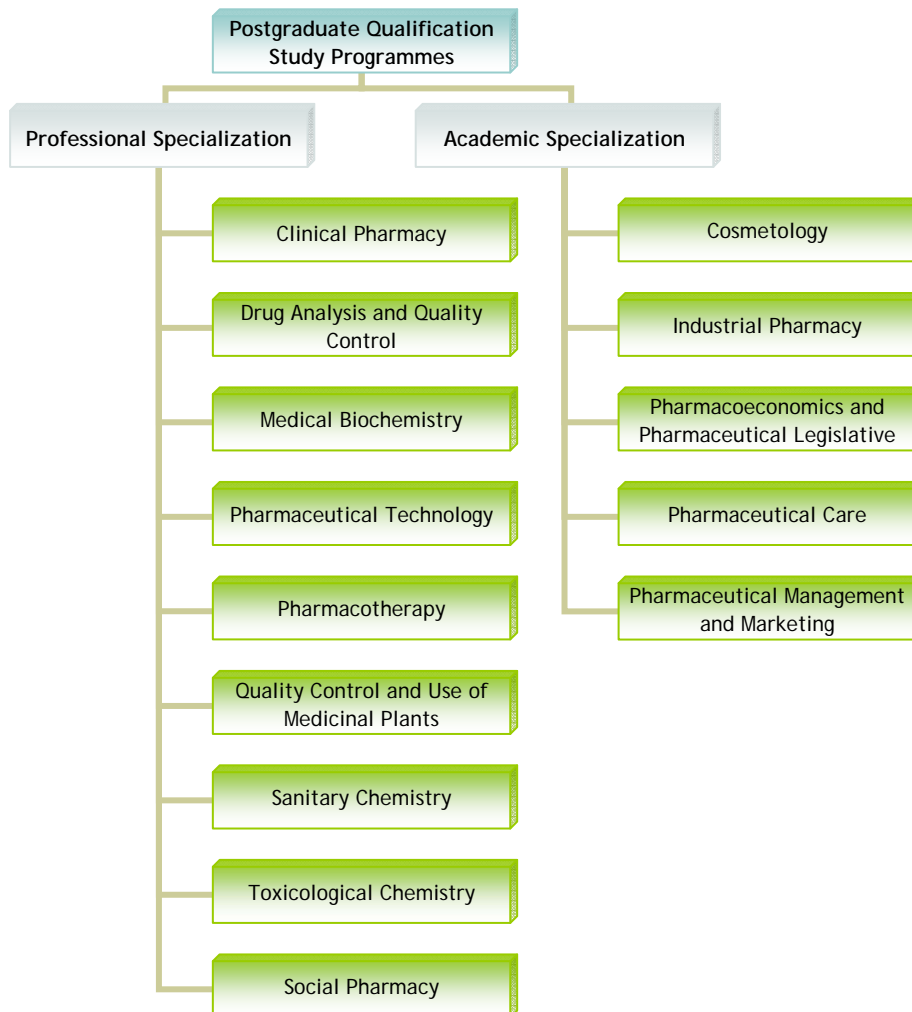 Postgraduate Qualification
Study Programmes
Professional Specialization
Academic Specialization
Clinical Pharmacy
Drug Analysis and Quality
Control
Medical Biochemistry
Pharmaceutical Technology
Pharmacotherapy
Quality Control and Use of
Medicinal Plants
Sanitary Chemistry
Toxicological Chemistry
Social Pharmacy
Cosmetology
Industrial Pharmacy
Pharmacoeconomics and
Pharmaceutical Legislative
Pharmaceutical Care
Pharmaceutical Management
and Marketing